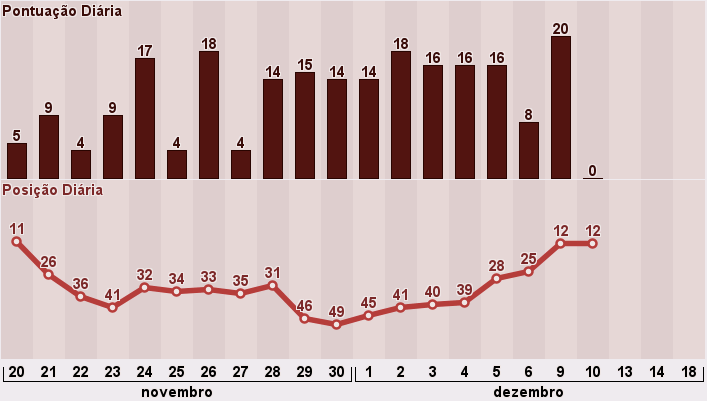 Pontuação Diária
5 9 4 9 17 4 18 4 14 15 14 14 18 16 16 16 8 20 0
Posição Diária
11 26 36 41 32 34 33 35 31 46 49 45 41 40 39 28 25 12 12
20 21 22 23 24 25 26 27 28 29 30 1 2 3 4 5 6 9 10 13 14 18
novembro dezembro